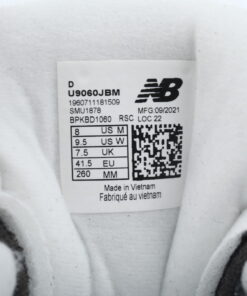 D
U9060JBM
NB
1960711181509
MFG:09/2021
SMU1878
LOC 22
BPKBD1060 RSC
8 US M
9.5 US W
7.5 UK
41.5 EU
260 MM
Made in Vietnam
Fabriqué au vietnam